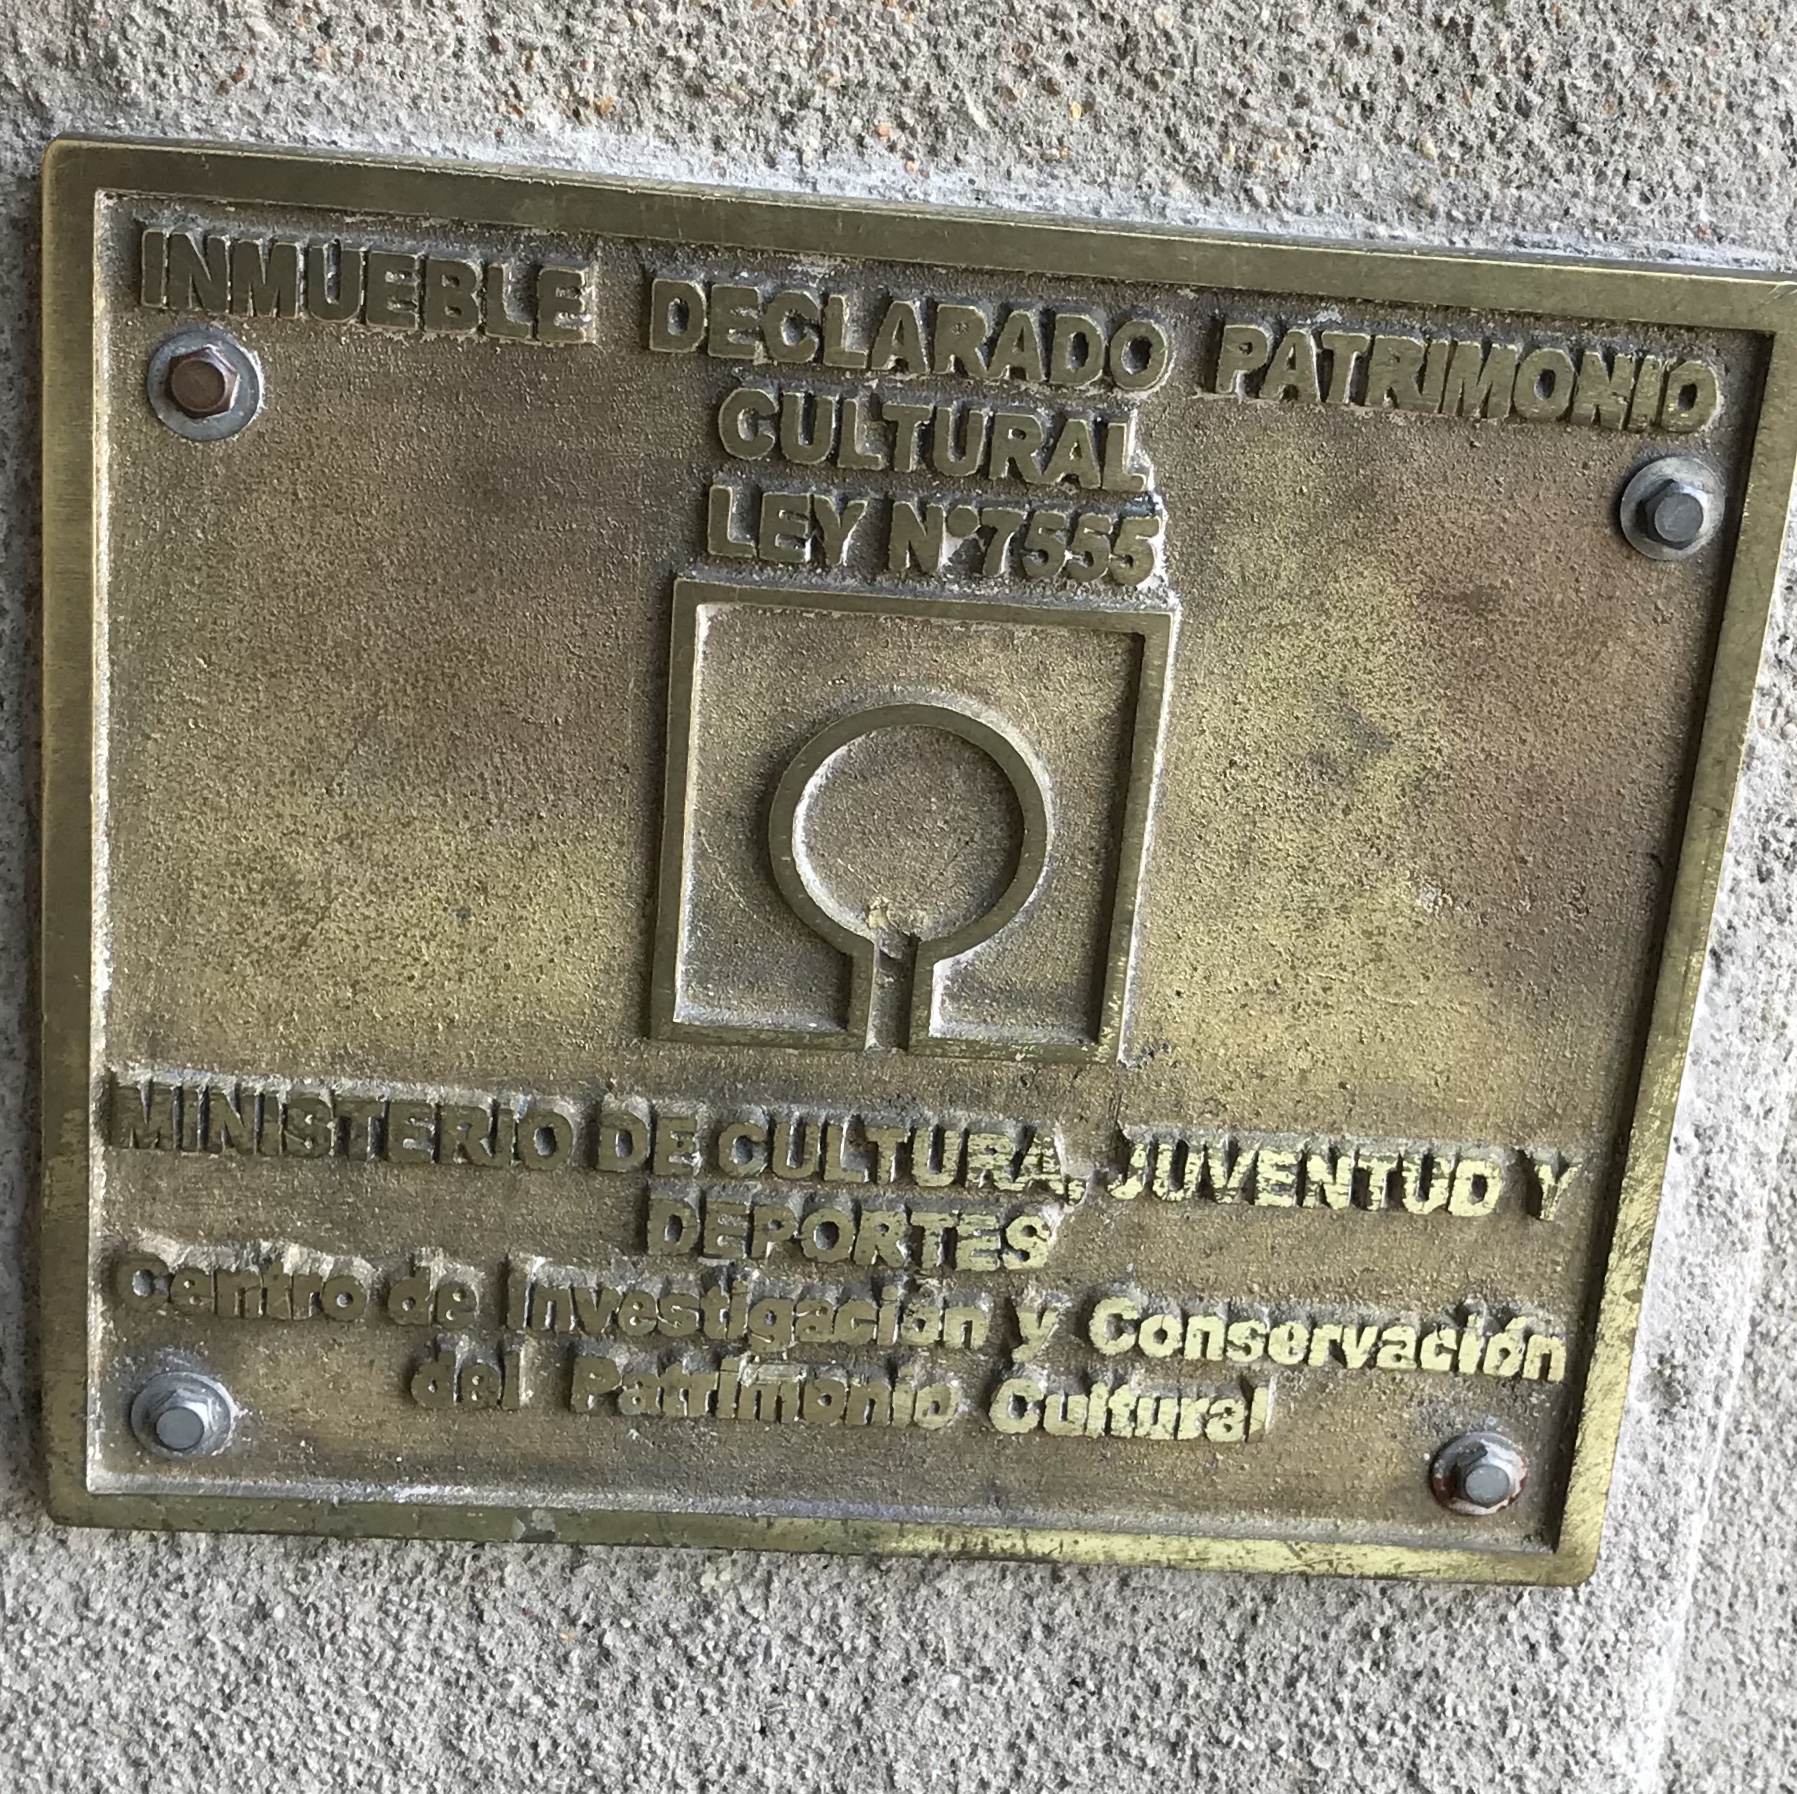 INMUEBLE DECLARADO PATRIMONIO
CULTURAL
LEY N°7555
MINISTERIO DE CULTURA, JUVENTUD Y
DEPORTES
Centro de Investigación y Conservación
del Patrimonio Cultural